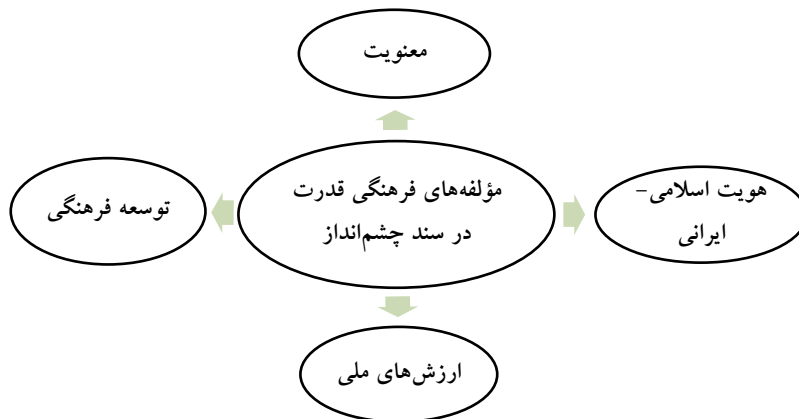 معنویت
مؤلفه‌های فرهنگی قدرت
در سند چشم‌انداز
هویت اسلامی–
ایرانی
توسعه فرهنگی
ارزش‌های ملی